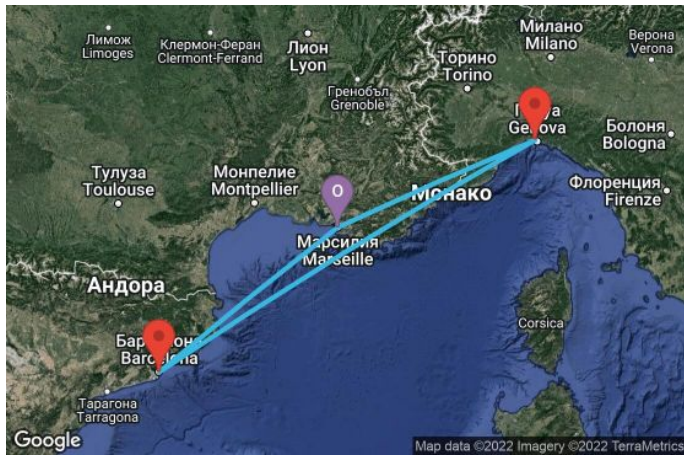 Лимож
Limoges
Клермон-Феран
Clermont-Ferrand
Лион
Lyon
Милано
Milano
Верона
Verona
Торино
Torino
Гренобъл
Grenoble
Genova
Болоня
Bologna
Тулуза
Toulouse
Монпелие
Montpellier
O
Монако
Флоренция
Firenze
Марсилия
Marseille
Андора
Corsica
Barcelona
Тарагона
Tarragona
Google
Map data ©2022 Imagery ©2022 TerraMetrics